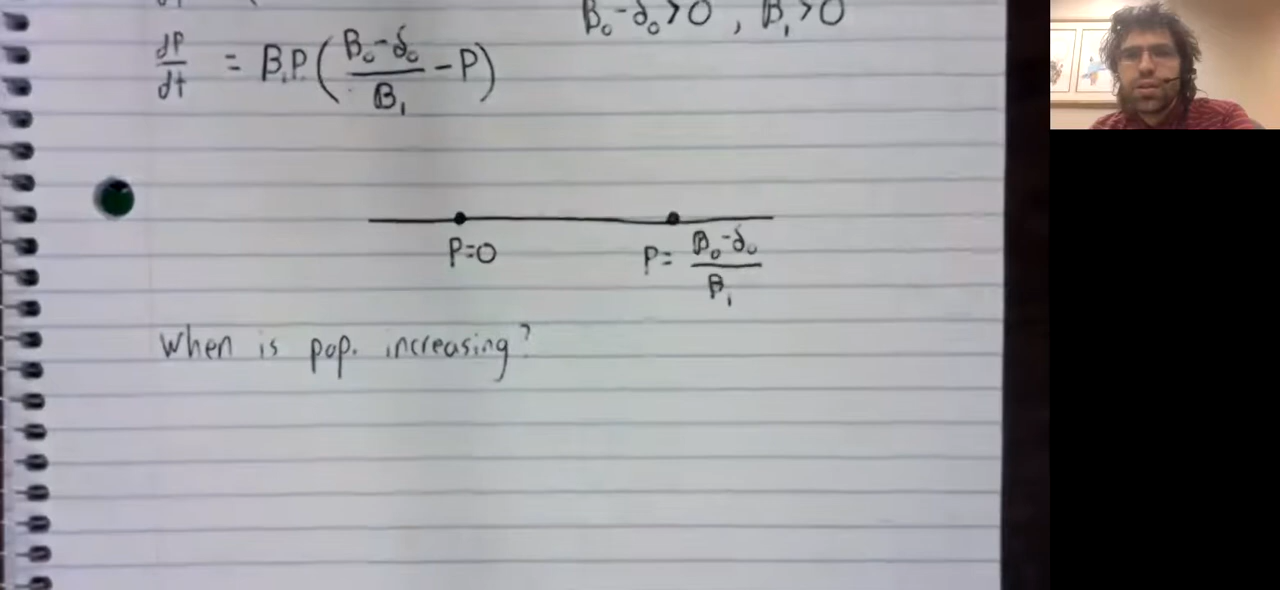 β₀-δ₀>0 , β₁>0
dP/dt = β₁P ( (β₀-δ₀)/β₁ - P )
P=0
P= (β₀-δ₀)/β₁
When is pop. increasing?